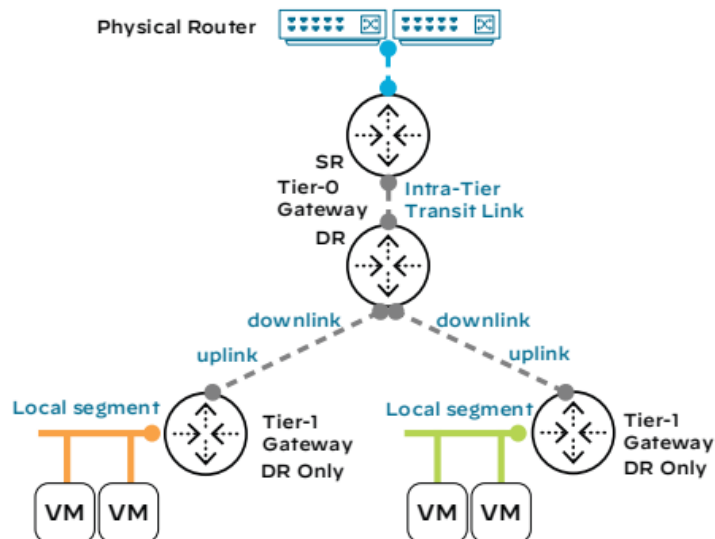 Physical Router
SR
Tier-0
Gateway
Intra-Tier
Transit Link
DR
downlink
downlink
uplink
uplink
Local segment
Tier-1
Gateway
DR Only
Local segment
Tier-1
Gateway
DR Only
VM
VM
VM
VM